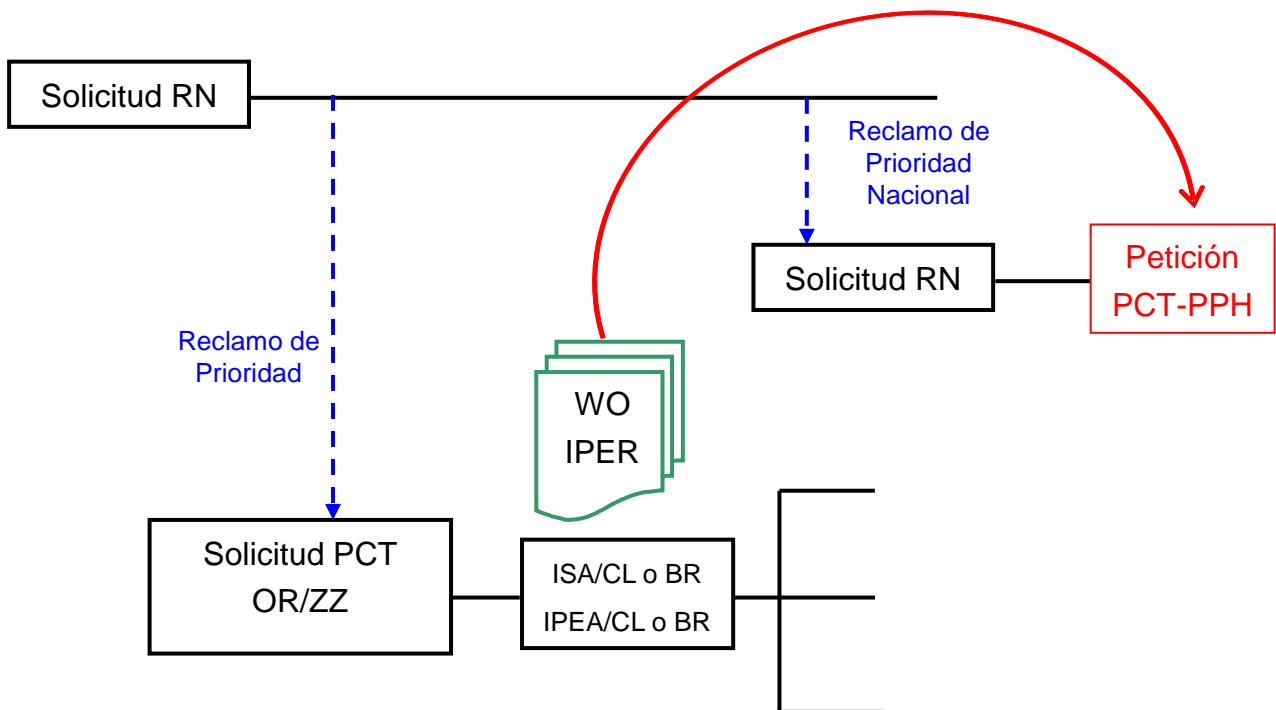 Solicitud RN
Reclamo de
Prioridad
Nacional
Solicitud RN
Petición
PCT-PPH
Reclamo de
Prioridad
WO
IPER
Solicitud PCT
OR/ZZ
ISA/CL o BR
IPEA/CL o BR